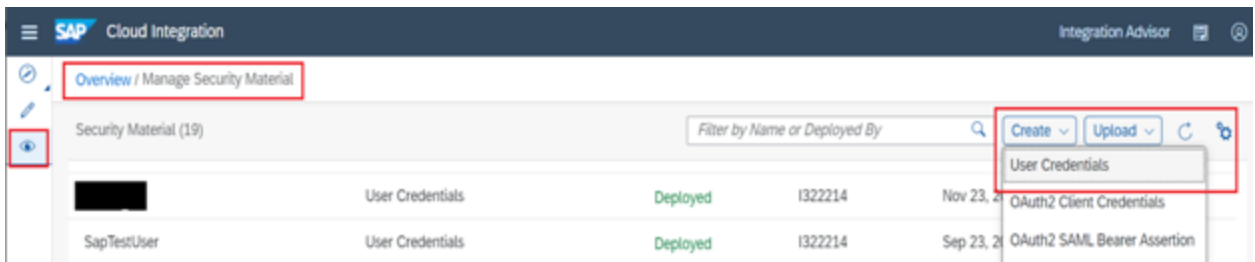 SAP Cloud Integration Integration Advisor
Overview / Manage Security Material
Security Material (19) Filter by Name or Deployed By Create Upload
User Credentials
User Credentials Deployed I322214 Nov 23, 2
OAuth2 Client Credentials
SapTestUser User Credentials Deployed I322214 Sep 23, 20
OAuth2 SAML Bearer Assertion